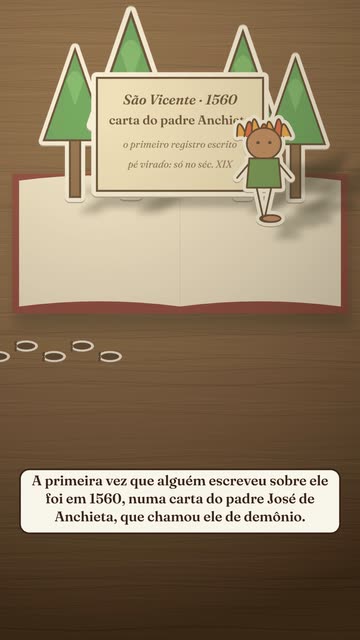 São Vicente · 1560
carta do padre
o primeiro registro escrito
pé virado: só no séc. XIX
A primeira vez que alguém escreveu sobre ele
foi em 1560, numa carta do padre José de
Anchieta, que chamou ele de demônio.